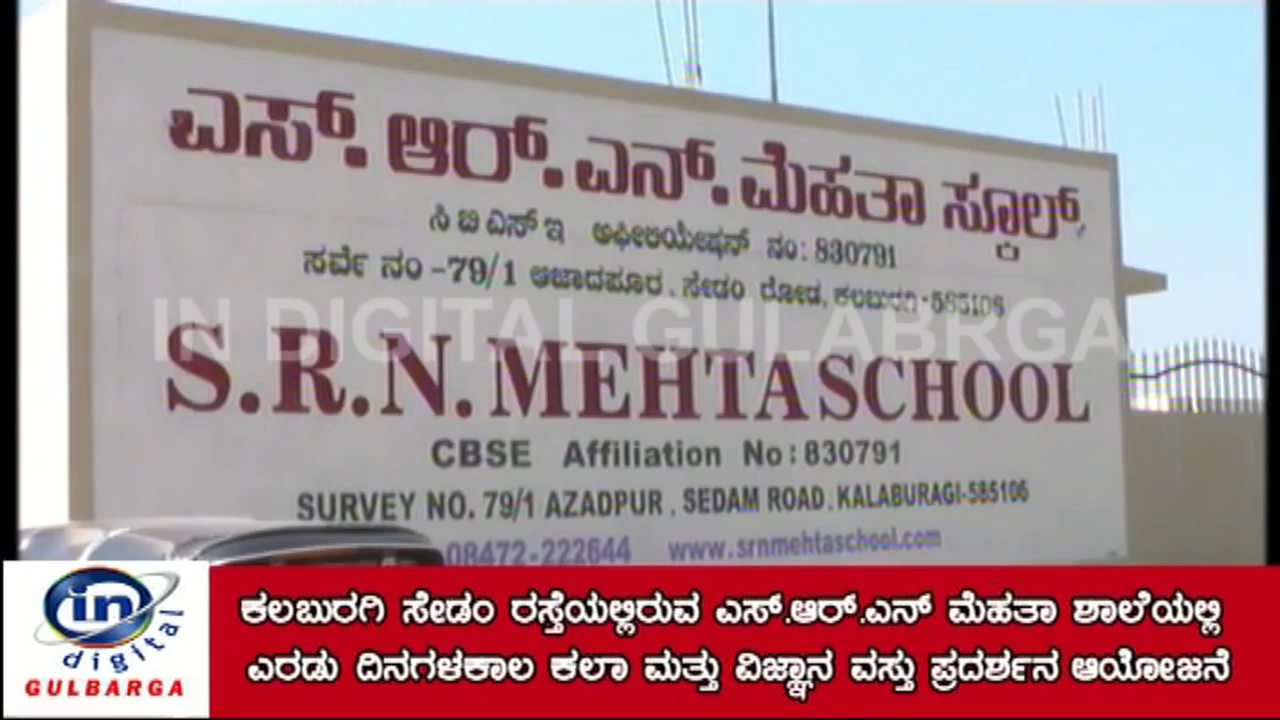 ಎಸ್.ಆರ್.ಎನ್.ಮೆಹತಾ ಸ್ಕೂಲ್,
ಸಿ ಬಿ ಎಸ್ ಇ ಅಫೀಲಿಯೇಷನ್ ನಂ: 830791
ಸರ್ವೆ ನಂ -79/1 ಆಜಾದಪೂರ, ಸೇಡಂ ರೋಡ, ಕಲಬುರಗಿ-585106
IN DIGITAL GULABRGA
S.R.N. MEHTA SCHOOL
CBSE Affiliation No : 830791
SURVEY NO. 79/1 AZADPUR, SEDAM ROAD, KALABURAGI-585106
08472-222644 www.srnmehtaschool.com
in
digital
GULBARGA
ಕಲಬುರಗಿ ಸೇಡಂ ರಸ್ತೆಯಲ್ಲಿರುವ ಎಸ್.ಆರ್.ಎನ್ ಮೆಹತಾ ಶಾಲೆಯಲ್ಲಿ
ಎರಡು ದಿನಗಳಕಾಲ ಕಲಾ ಮತ್ತು ವಿಜ್ಞಾನ ವಸ್ತು ಪ್ರದರ್ಶನ ಆಯೋಜನೆ